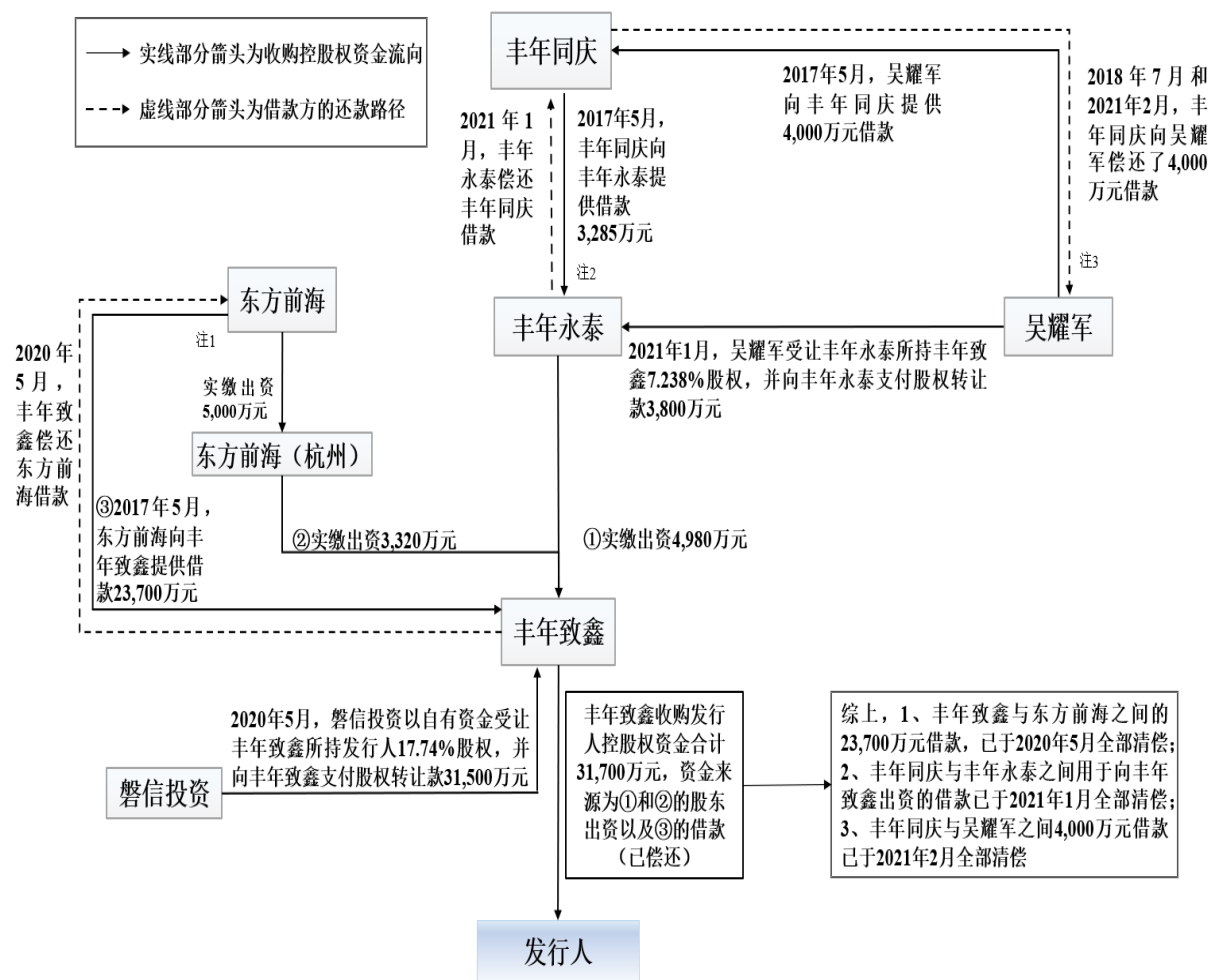 实线部分箭头为收购控股权资金流向
虚线部分箭头为借款方的还款路径
丰年同庆
2017年5月，吴耀军
向丰年同庆提供
4,000万元借款
2018年7月和
2021年2月，丰
年同庆向吴耀
军偿还了4,000
万元借款
2021年1
月，丰年
永泰偿还
丰年同庆
借款
2017年5月，
丰年同庆向
丰年永泰提
供借款
3,285万元
注2
注3
东方前海
注1
丰年永泰
吴耀军
2021年1月，吴耀军受让丰年永泰所持丰年致
鑫7.238%股权，并向丰年永泰支付股权转让
款3,800万元
2020年
5月，
丰年致
鑫偿还
东方前
海借款
实缴出资
5,000万元
东方前海（杭州）
③2017年5月，
东方前海向丰
年致鑫提供借
款23,700万元
②实缴出资3,320万元
①实缴出资4,980万元
丰年致鑫
2020年5月，磐信投资以自有资金受让
丰年致鑫所持发行人17.74%股权，并
向丰年致鑫支付股权转让款31,500万元
磐信投资
丰年致鑫收购发行
人控股权资金合计
31,700万元，资金来
源为①和②的股东
出资以及③的借款
（已偿还）
综上，1、丰年致鑫与东方前海之间的
23,700万元借款，已于2020年5月全部清偿；
2、丰年同庆与丰年永泰之间用于向丰年
致鑫出资的借款已于2021年1月全部清偿；
3、丰年同庆与吴耀军之间4,000万元借款
已于2021年2月全部清偿
发行人